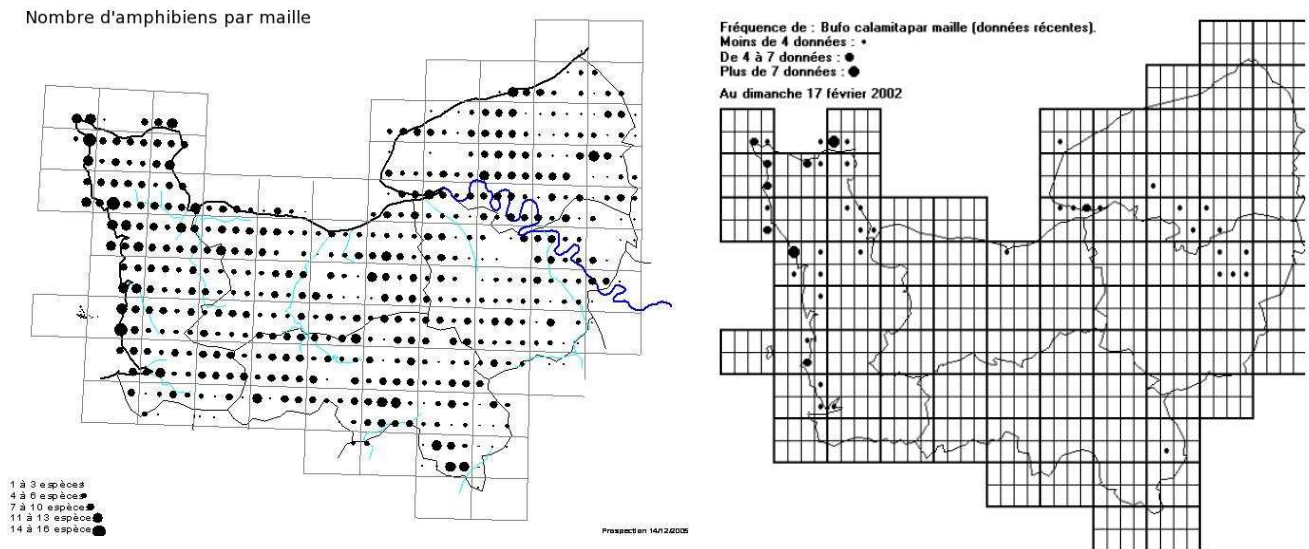 Nombre d'amphibiens par maille
1 à 3 espèces
4 à 6 espèces
7 à 10 espèces
11 à 13 espèce
14 à 16 espèce
Prospection 14/12/2005
Fréquence de : Bufo calamitapar maille (données récentes).
Moins de 4 données :
De 4 à 7 données :
Plus de 7 données :
Au dimanche 17 février 2002